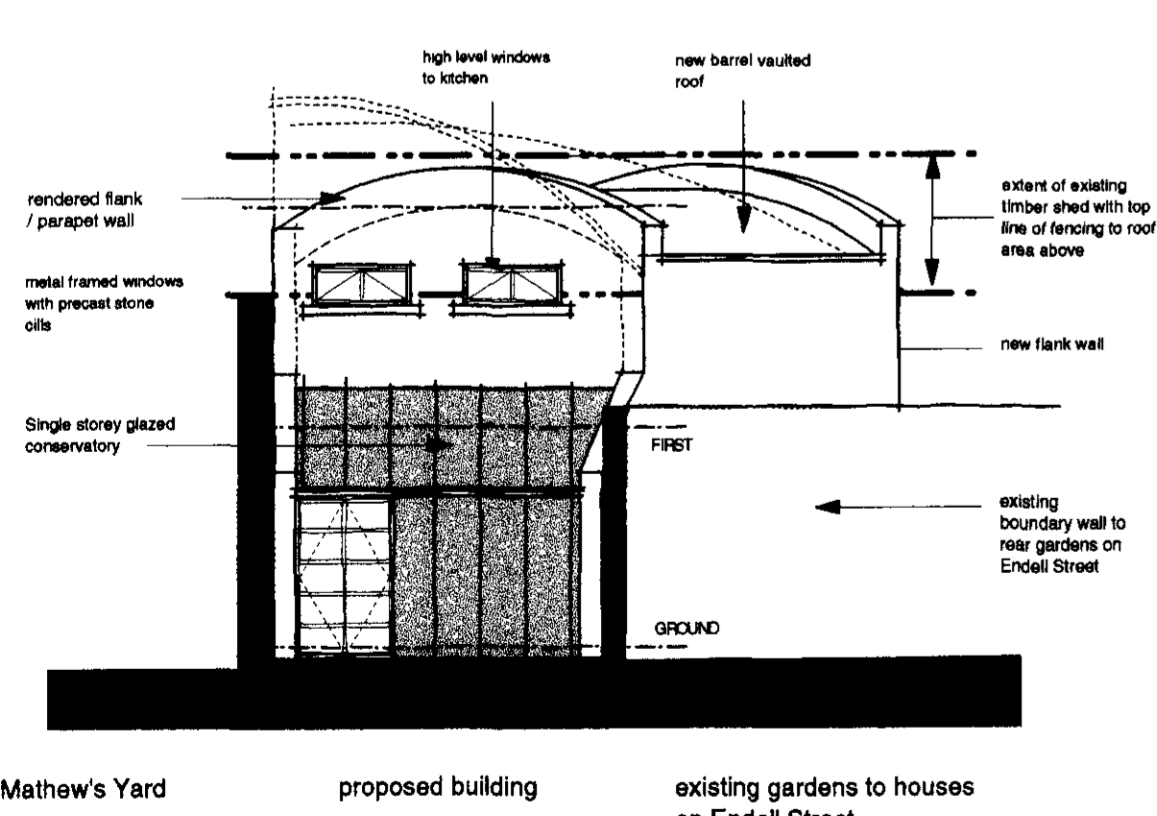 high level windows
to kitchen
new barrel vaulted
roof
rendered flank
/ parapet wall
extent of existing
timber shed with top
line of fencing to roof
area above
metal framed windows
with precast stone
cills
new flank wall
Single storey glazed
conservatory
FIRST
existing
boundary wall to
rear gardens on
Endell Street
GROUND
Mathew's Yard
proposed building
existing gardens to houses
on Endell Street